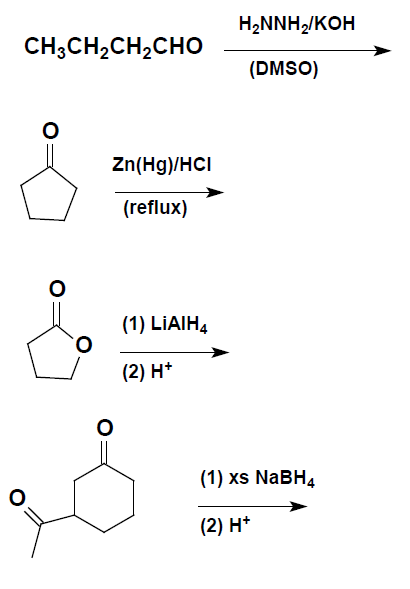 H₂NNH₂/KOH
CH₃CH₂CH₂CHO
(DMSO)
O
Zn(Hg)/HCl
(reflux)
O
O
(1) LiAlH₄
(2) H⁺
O
O
(1) xs NaBH₄
(2) H⁺